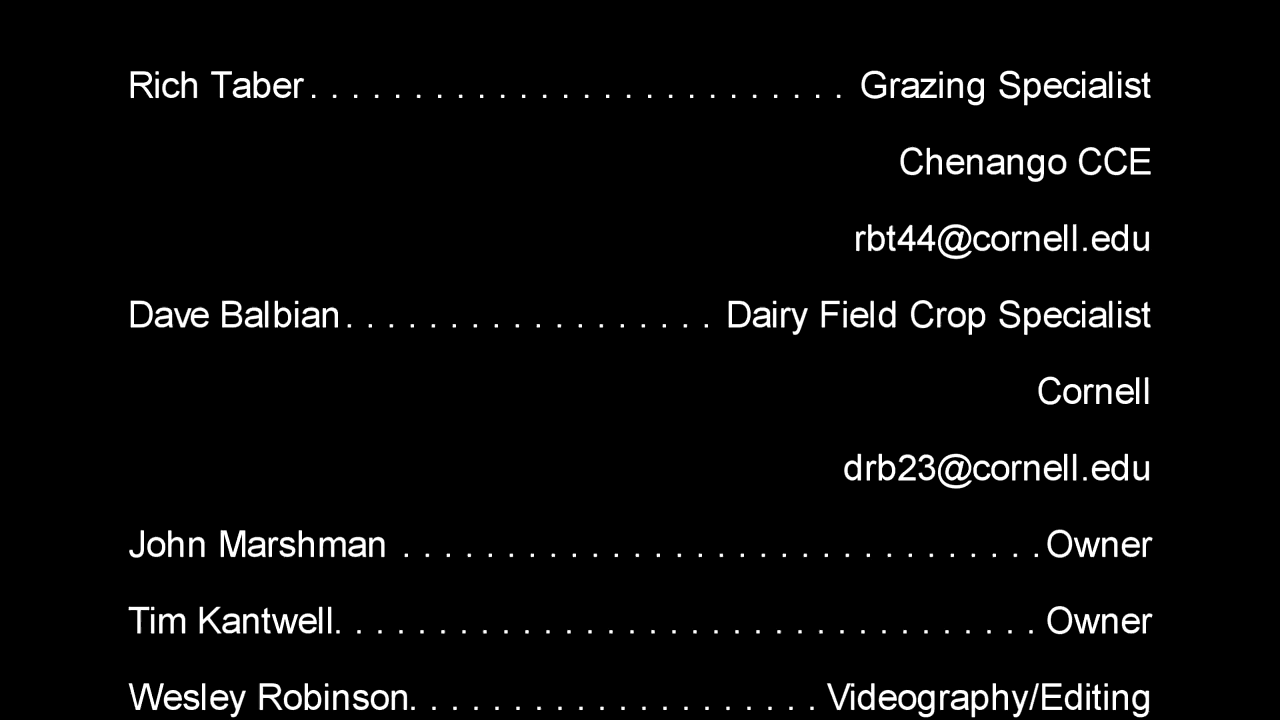 Rich Taber . . . . . . . . . . . . . . . . . . . . . . . . . . Grazing Specialist
Chenango CCE
rbt44@cornell.edu
Dave Balbian . . . . . . . . . . . . . . . . . . Dairy Field Crop Specialist
Cornell
drb23@cornell.edu
John Marshman . . . . . . . . . . . . . . . . . . . . . . . . . . . . . . . Owner
Tim Kantwell. . . . . . . . . . . . . . . . . . . . . . . . . . . . . . . . . . Owner
Wesley Robinson. . . . . . . . . . . . . . . . . . . . Videography/Editing